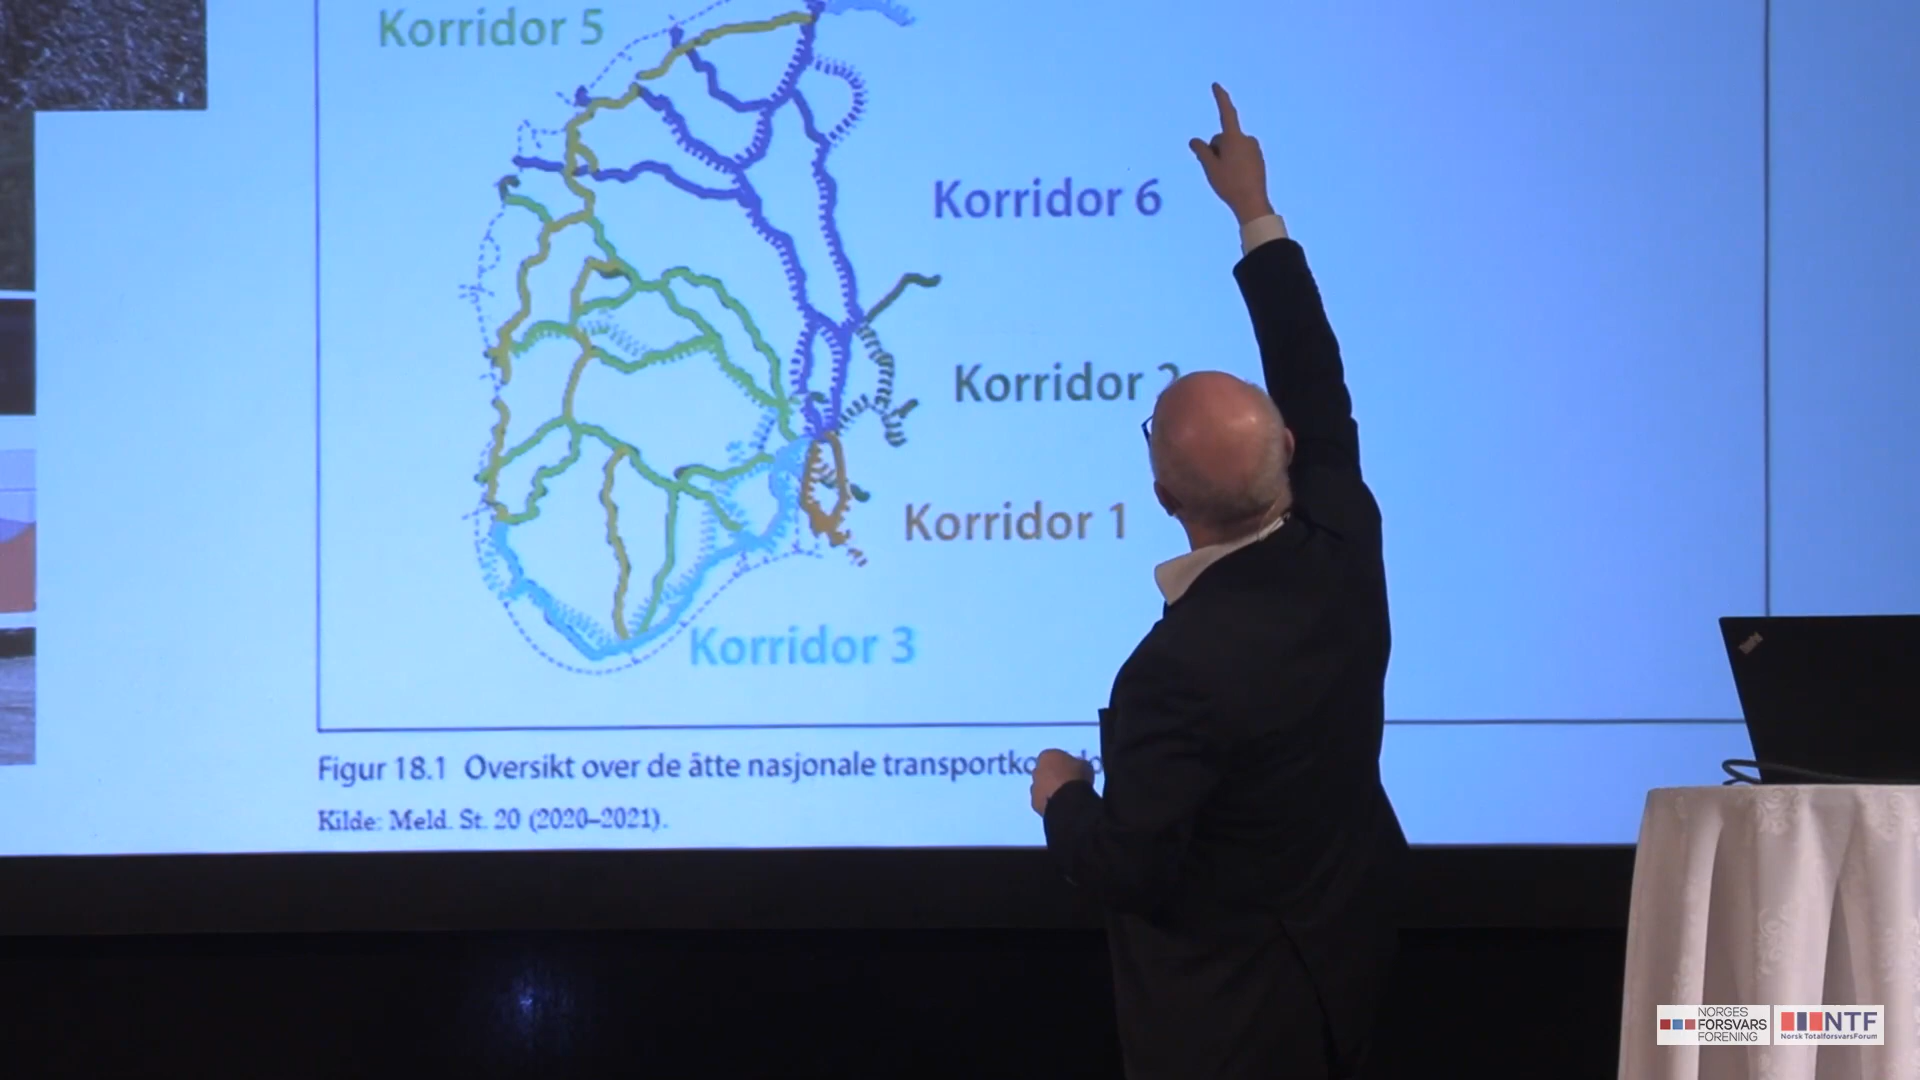 Korridor 5
Korridor 6
Korridor 2
Korridor 1
Korridor 3
Figur 18.1 Oversikt over de åtte nasjonale
Kilde: Meld. St. 20 (2020–2021).
NORGES
FORSVARS
FORENING
NTF
Norsk TotalforsvarsForum